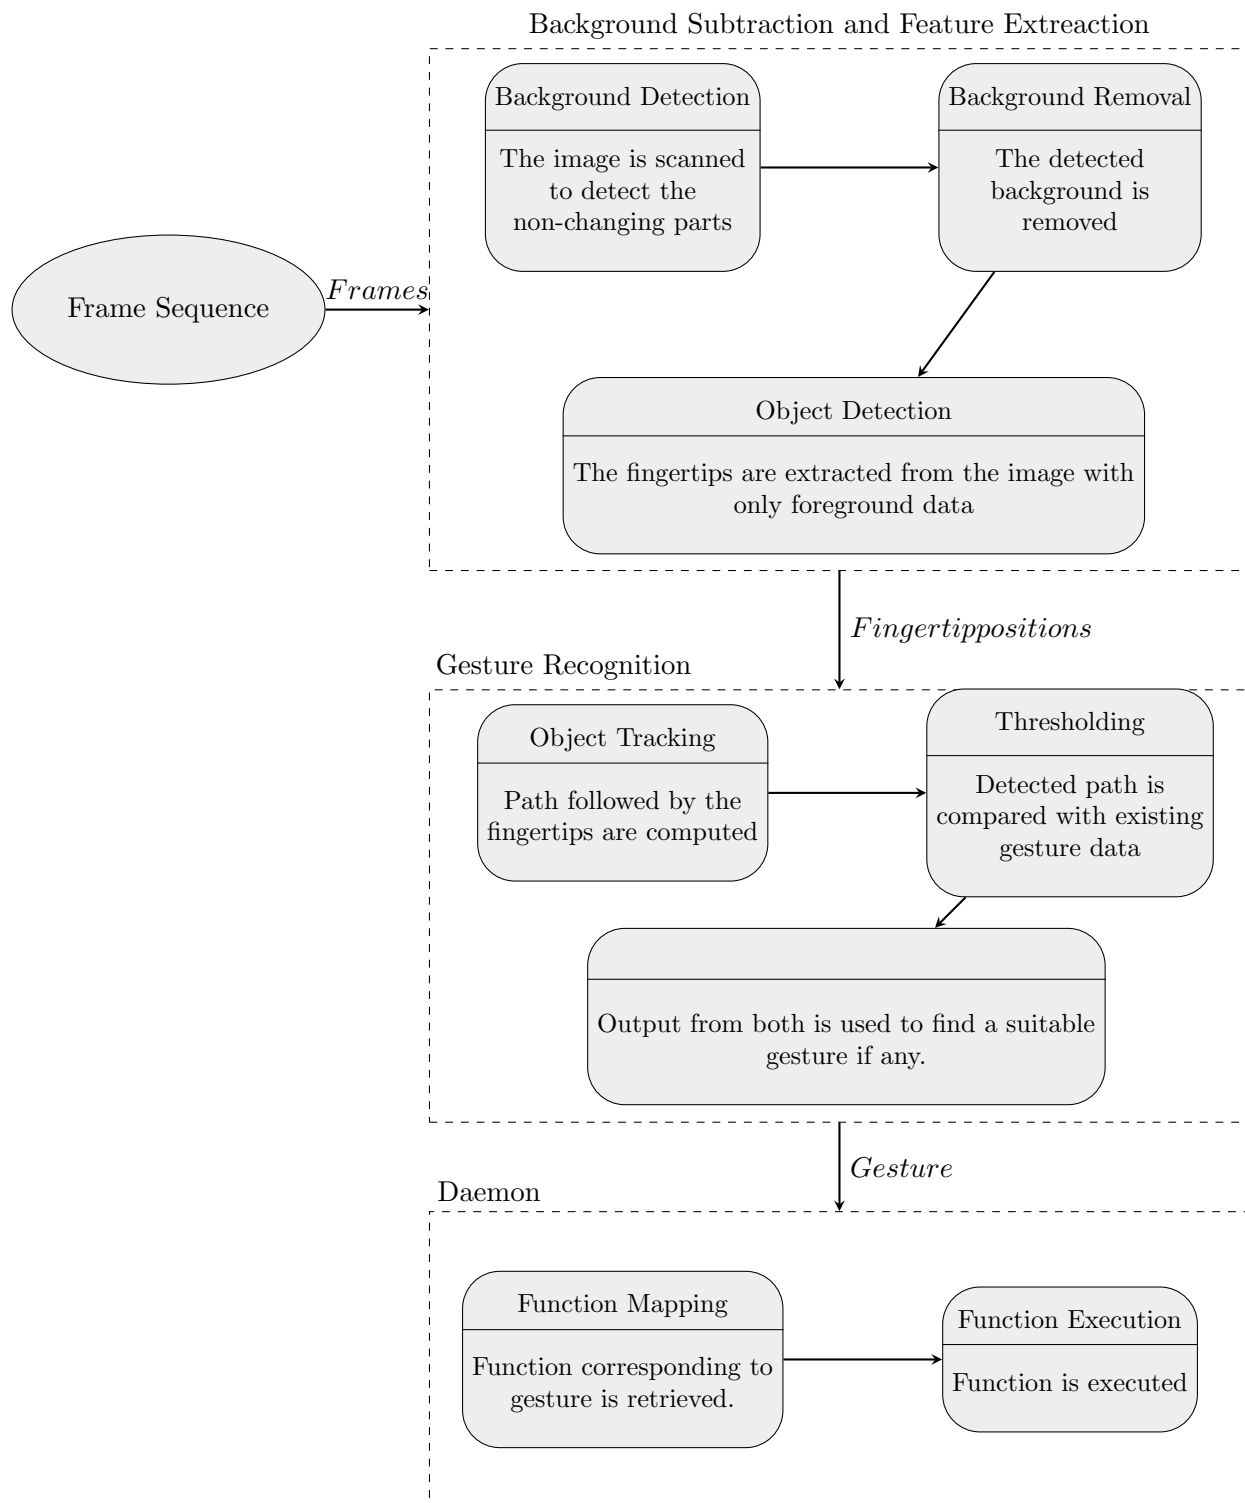 Background Subtraction and Feature Extreaction
Background Detection
The image is scanned
to detect the
non-changing parts
Background Removal
The detected
background is
removed
Frame Sequence
Frames
Object Detection
The fingertips are extracted from the image with
only foreground data
Fingertippositions
Gesture Recognition
Object Tracking
Path followed by the
fingertips are computed
Thresholding
Detected path is
compared with existing
gesture data
Output from both is used to find a suitable
gesture if any.
Gesture
Daemon
Function Mapping
Function corresponding to
gesture is retrieved.
Function Execution
Function is executed